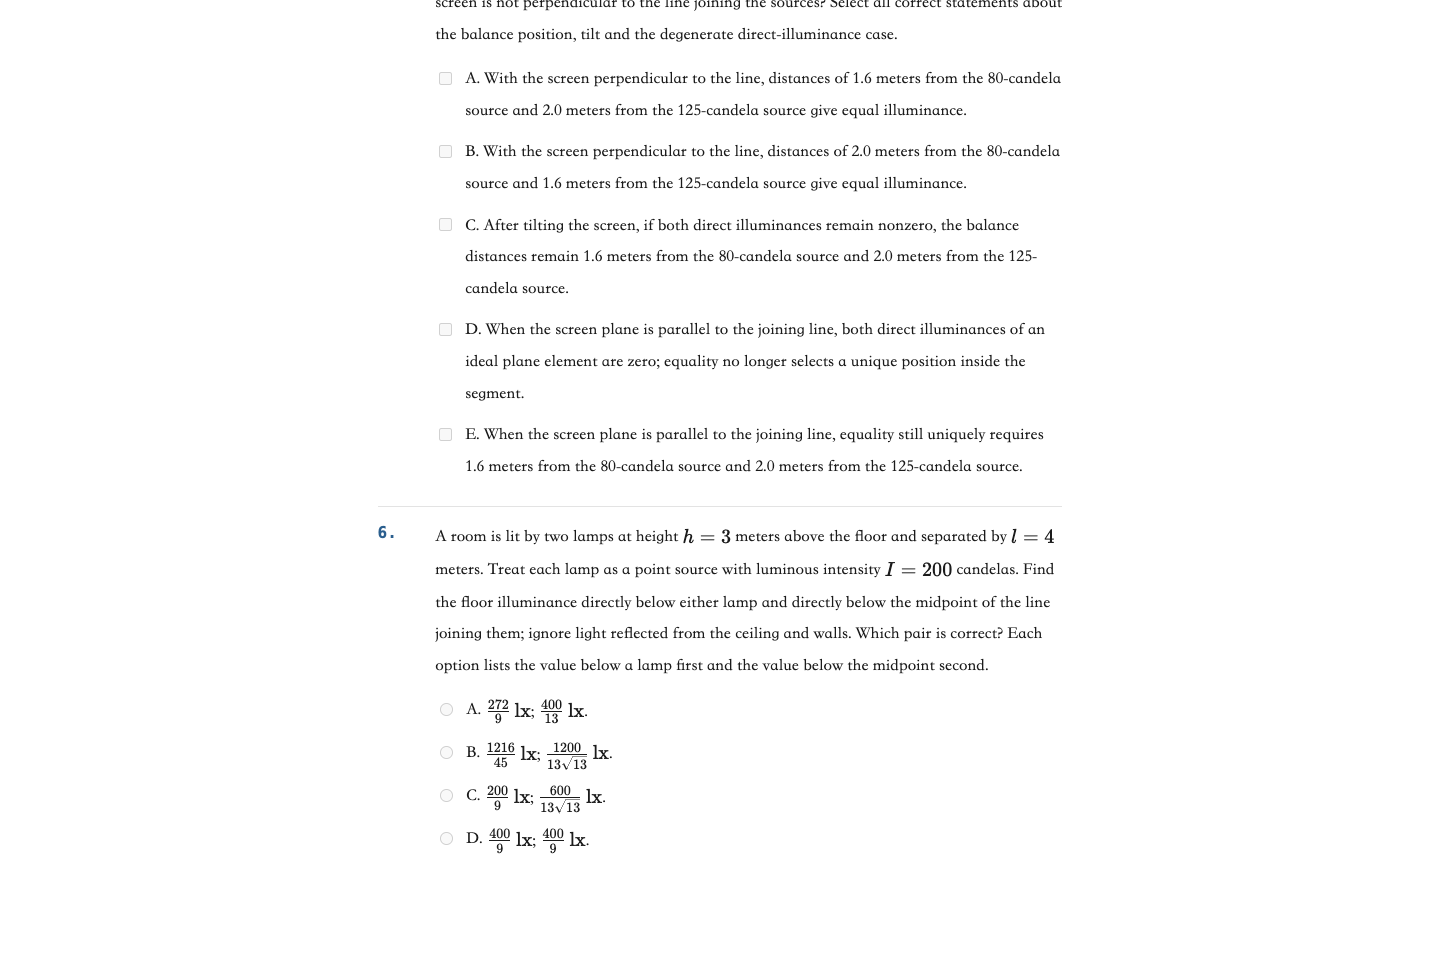 screen is not perpendicular to the line joining the sources? Select all correct statements about
the balance position, tilt and the degenerate direct-illuminance case.
A. With the screen perpendicular to the line, distances of 1.6 meters from the 80-candela
source and 2.0 meters from the 125-candela source give equal illuminance.
B. With the screen perpendicular to the line, distances of 2.0 meters from the 80-candela
source and 1.6 meters from the 125-candela source give equal illuminance.
C. After tilting the screen, if both direct illuminances remain nonzero, the balance
distances remain 1.6 meters from the 80-candela source and 2.0 meters from the 125-
candela source.
D. When the screen plane is parallel to the joining line, both direct illuminances of an
ideal plane element are zero; equality no longer selects a unique position inside the
segment.
E. When the screen plane is parallel to the joining line, equality still uniquely requires
1.6 meters from the 80-candela source and 2.0 meters from the 125-candela source.
6. A room is lit by two lamps at height h = 3 meters above the floor and separated by l = 4
meters. Treat each lamp as a point source with luminous intensity I = 200 candelas. Find
the floor illuminance directly below either lamp and directly below the midpoint of the line
joining them; ignore light reflected from the ceiling and walls. Which pair is correct? Each
option lists the value below a lamp first and the value below the midpoint second.
A. 272/9 lx; 400/13 lx.
B. 1216/45 lx; 1200/13√13 lx.
C. 200/9 lx; 600/13√13 lx.
D. 400/9 lx; 400/9 lx.